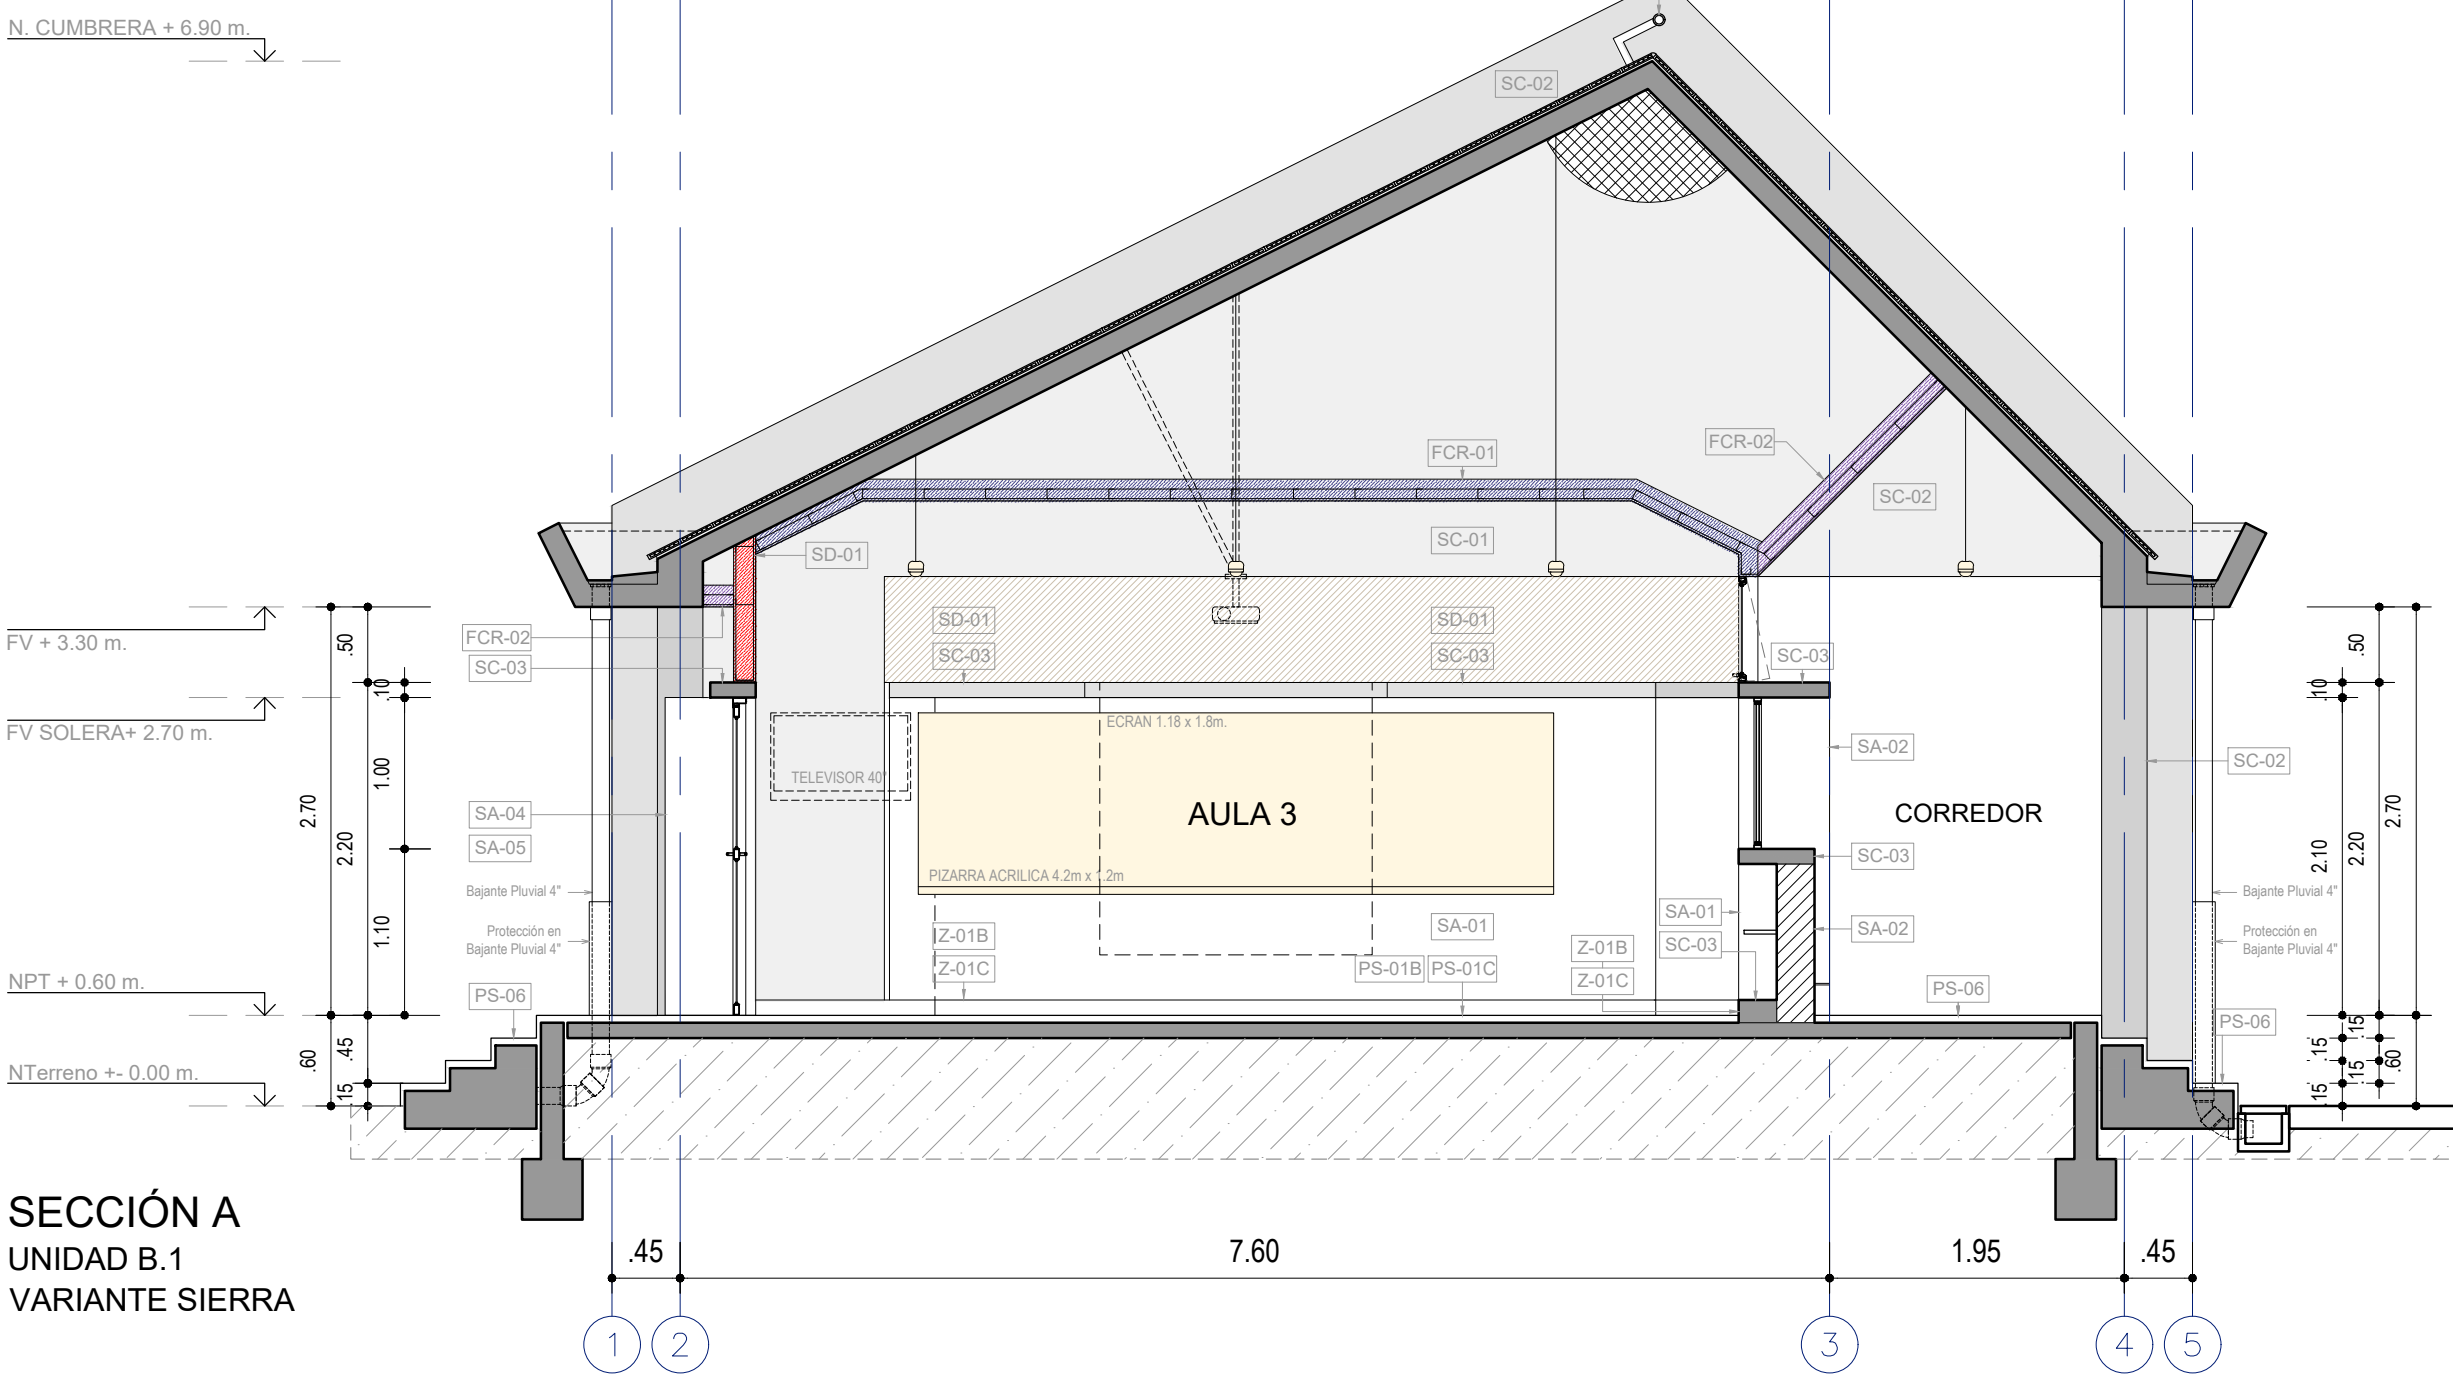 N. CUMBRERA + 6.90 m.
SC-02
FCR-01
FCR-02
SC-02
SD-01
SC-01
FV + 3.30 m.
FCR-02
SC-03
SD-01
SC-03
SD-01
SC-03
SC-03
FV SOLERA+ 2.70 m.
ECRAN 1.18 x 1.8m.
TELEVISOR 40"
SA-02
SC-02
SA-04
SA-05
AULA 3
CORREDOR
PIZARRA ACRILICA 4.2m x 1.2m
SC-03
Bajante Pluvial 4"
Bajante Pluvial 4"
Protección en
Bajante Pluvial 4"
Protección en
Bajante Pluvial 4"
SA-01
SA-01
SA-02
Z-01B
Z-01C
Z-01B
Z-01C
SC-03
PS-01B
PS-01C
NPT + 0.60 m.
PS-06
PS-06
PS-06
NTerreno +- 0.00 m.
2.70
.60
.50
2.20
.45
.15
.10
1.00
1.10
.10
2.10
.15
.15
.50
2.20
.15
.15
2.70
.60
SECCIÓN A
UNIDAD B.1
VARIANTE SIERRA
.45
7.60
1.95
.45
1
2
3
4
5